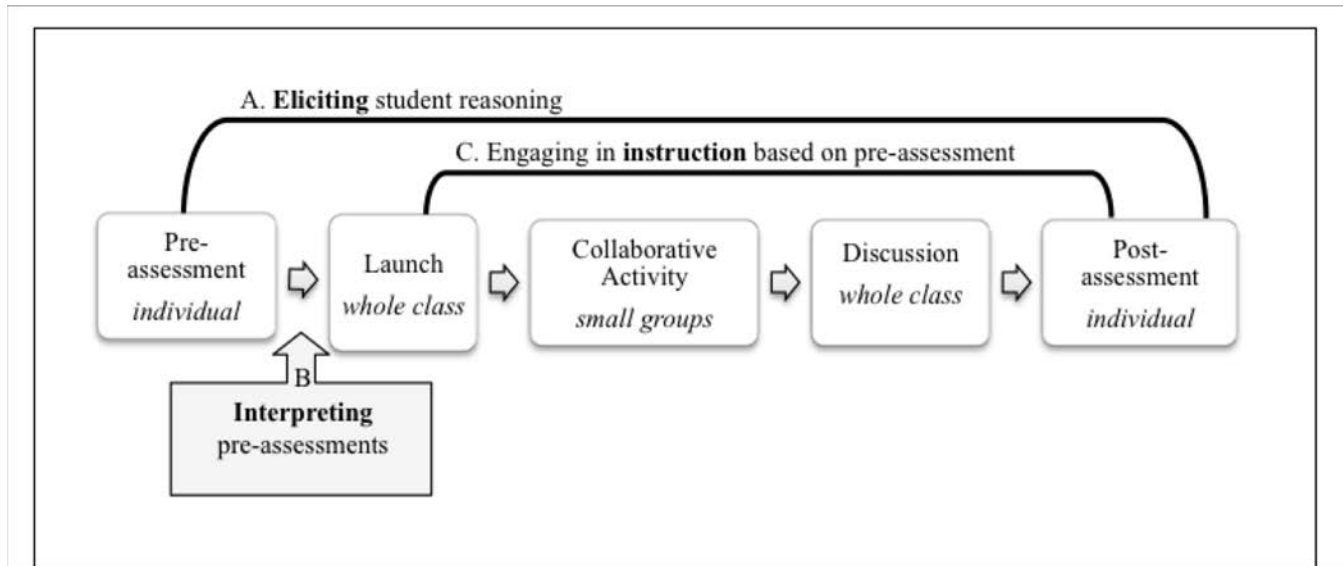 A. Eliciting student reasoning
C. Engaging in instruction based on pre-assessment
Pre-
assessment
individual
Launch
whole class
Collaborative
Activity
small groups
Discussion
whole class
Post-
assessment
individual
B
Interpreting
pre-assessments